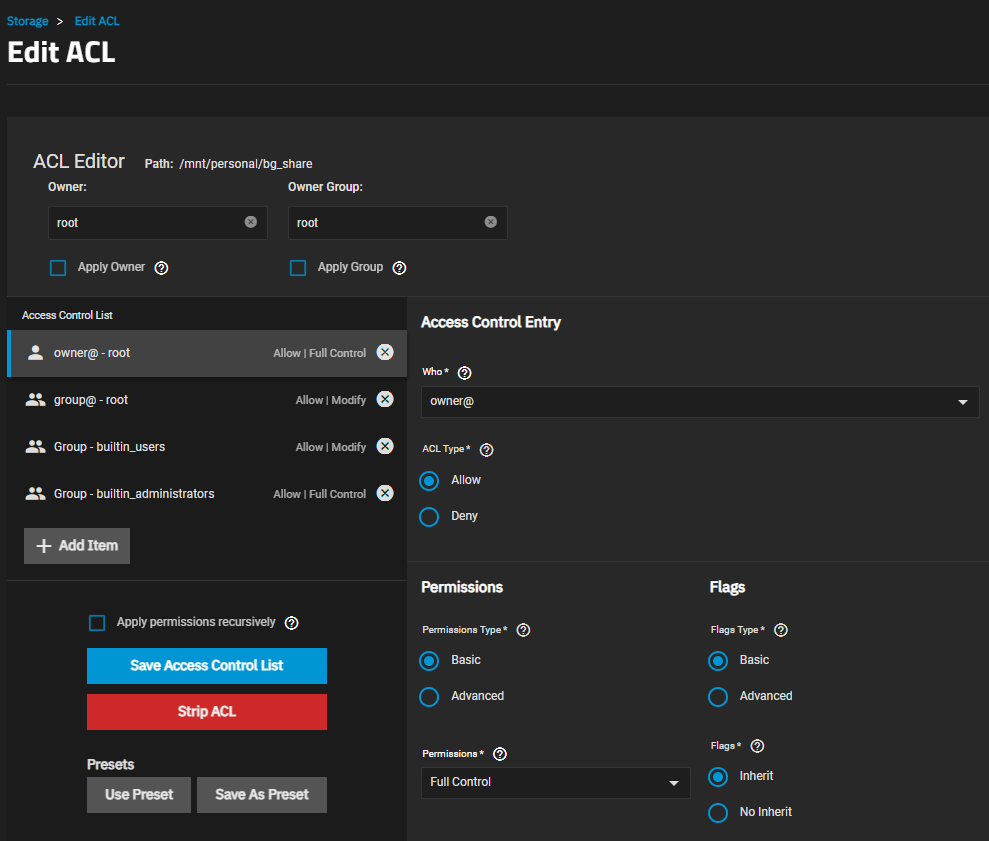 Storage > Edit ACL
Edit ACL
ACL Editor Path: /mnt/personal/bg_share
Owner: Owner Group:
root root
Apply Owner Apply Group
Access Control List
owner@ - root Allow | Full Control
group@ - root Allow | Modify
Group - builtin_users Allow | Modify
Group - builtin_administrators Allow | Full Control
+ Add Item
Apply permissions recursively
Save Access Control List
Strip ACL
Presets
Use Preset Save As Preset
Access Control Entry
Who *
owner@
ACL Type *
Allow
Deny
Permissions
Permissions Type *
Basic
Advanced
Permissions *
Full Control
Flags
Flags Type *
Basic
Advanced
Flags *
Inherit
No Inherit